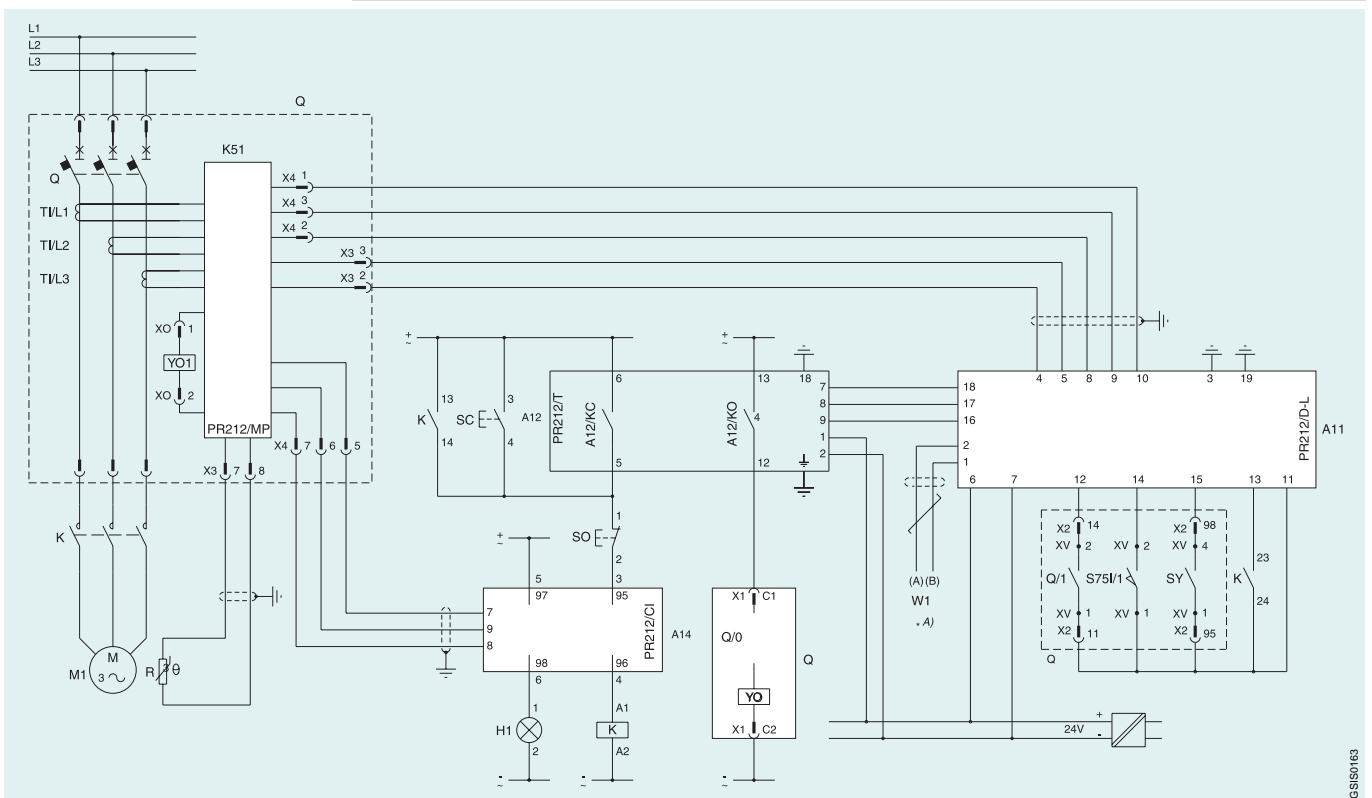 L1
L2
L3
Q
K51
Q
X4 1
X4 3
X4 2
X3 3
X3 2
TI/L1
TI/L2
TI/L3
XO 1
YO1
XO 2
PR212/MP
X3 7 8
X4 7 6 5
K
M1
M
3
R
+
~
+
~
13
14
K
SC
3
4
A12
PR212/T
6
A12/KC
5
13
A12/KO
4
12
18
7
8
9
1
2
18
17
16
2
1
4 5 8 9 10 3 19
PR212/D-L
A11
6 7 12 14 15 13 11
(A) (B)
W1
* A)
X2 14
XV 2
Q/1
XV 1
X2 11
XV 2
S75I/1
XV 1
X2 98
XV 4
SY
XV 1
X2 95
23
K
24
Q
+
~
SO
1
2
5 3
97 95
7
9
8
PR212/CI
A14
98 96
6 4
H1
1
2
A1
K
A2
-
~
-
~
X1 C1
Q/0
Q
YO
X1 C2
-
~
+
24V
-
GSIS0163